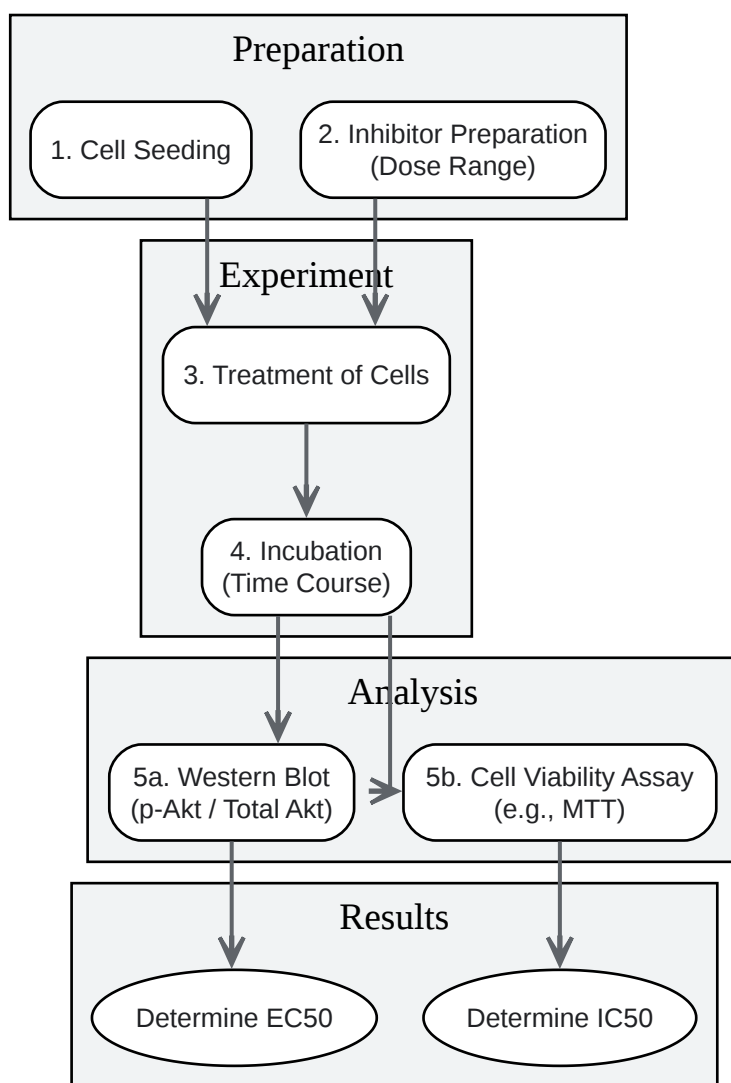 Preparation
1. Cell Seeding
2. Inhibitor Preparation
(Dose Range)
Experiment
3. Treatment of Cells
4. Incubation
(Time Course)
Analysis
5a. Western Blot
(p-Akt / Total Akt)
5b. Cell Viability Assay
(e.g., MTT)
Results
Determine EC50
Determine IC50